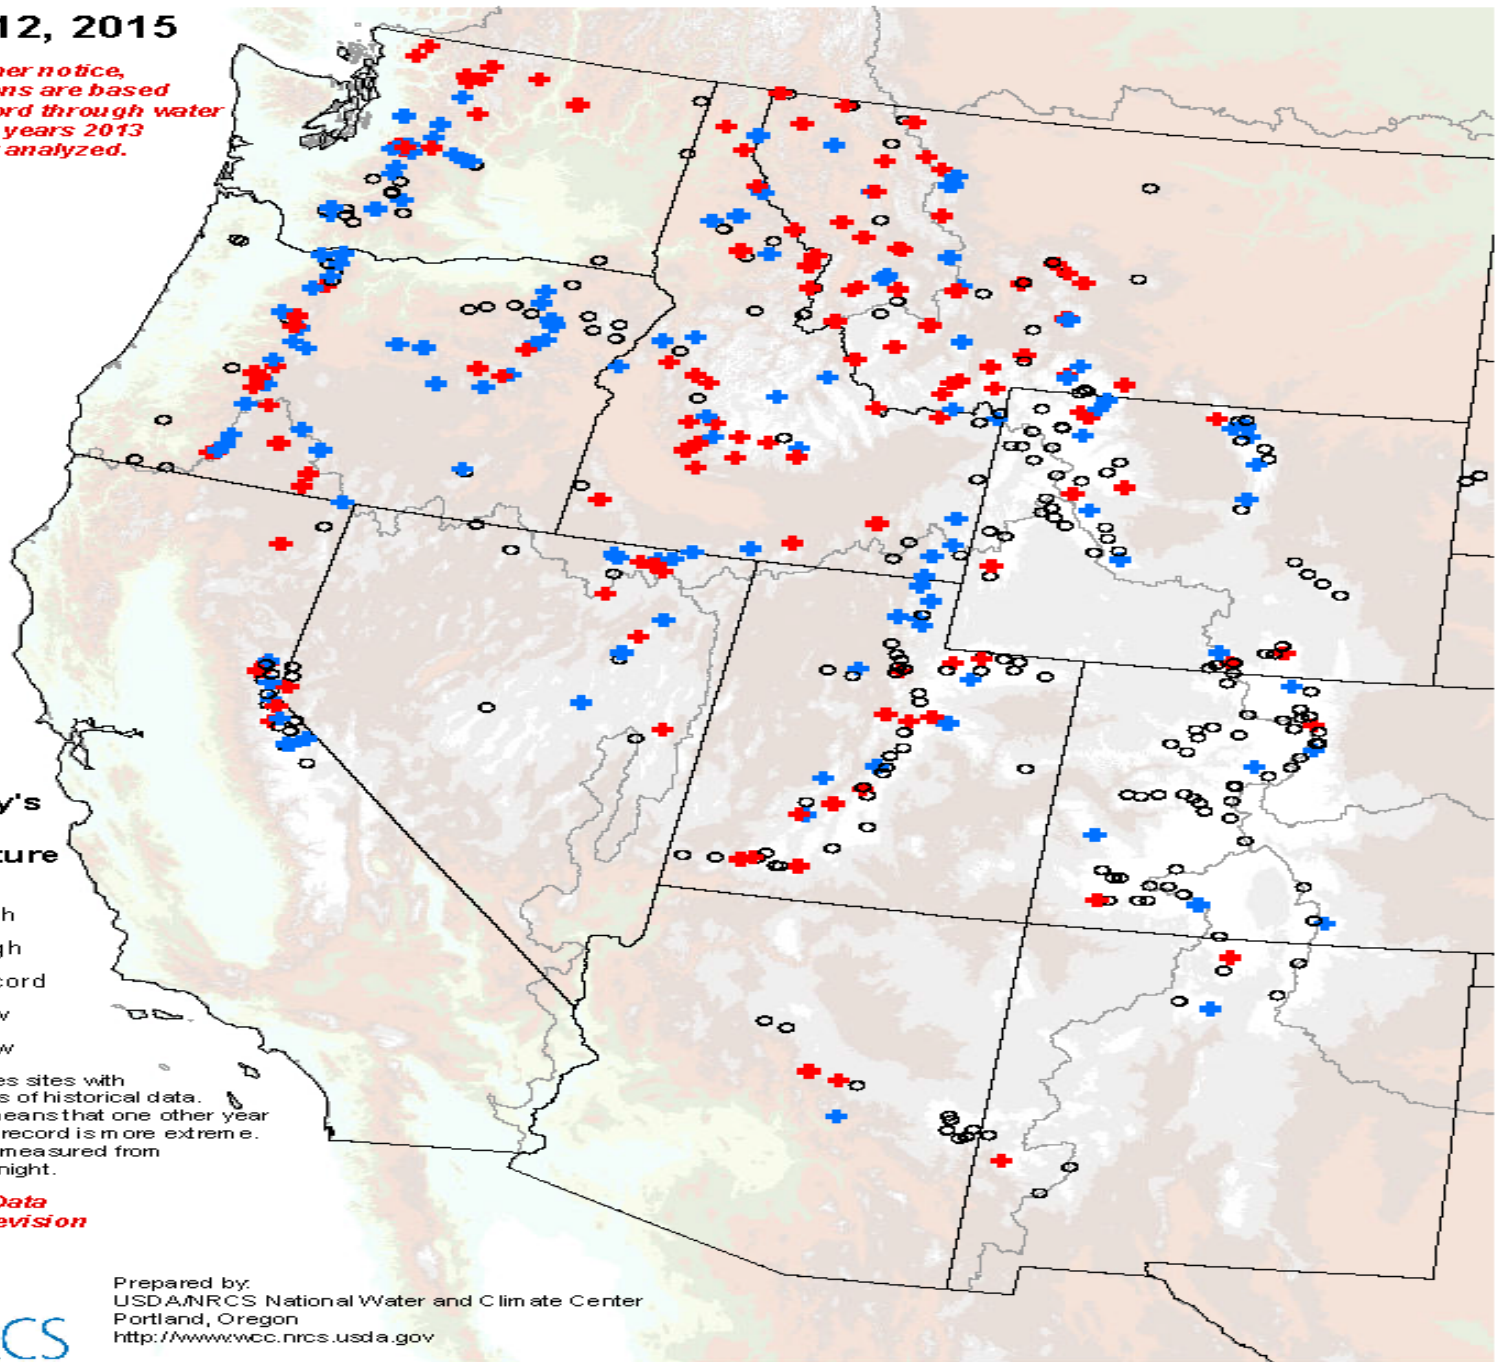 12, 2015
her notice,
ns are based
ord through water
years 2013
analyzed.
y's
ture
h
gh
cord
v
w
es sites with
s of historical data.
means that one other year
record is more extreme.
measured from
night.
Data
evision
Prepared by:
USDA/NRCS National Water and Climate Center
Portland, Oregon
http://www.wcc.nrcs.usda.gov
CS